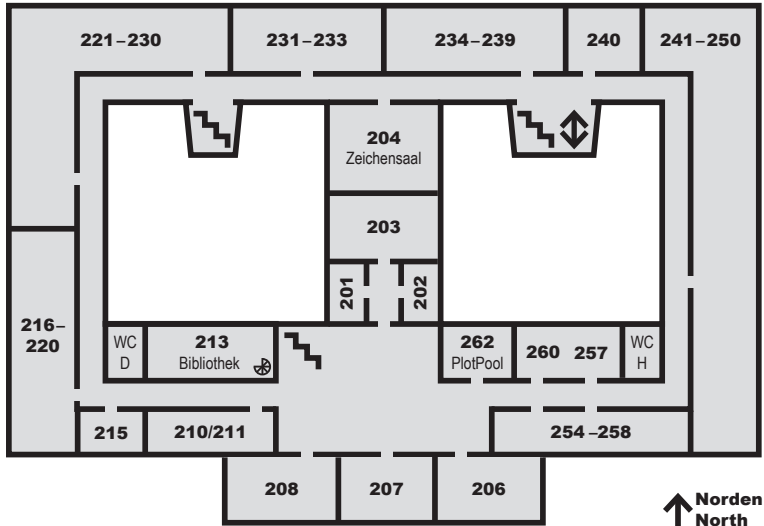 221–230
231–233
234–239
240
241–250
204
Zeichensaal
203
201
202
216–
220
WC
D
213
Bibliothek
262
PlotPool
260 257
WC
H
215
210/211
254–258
208
207
206
Norden
North